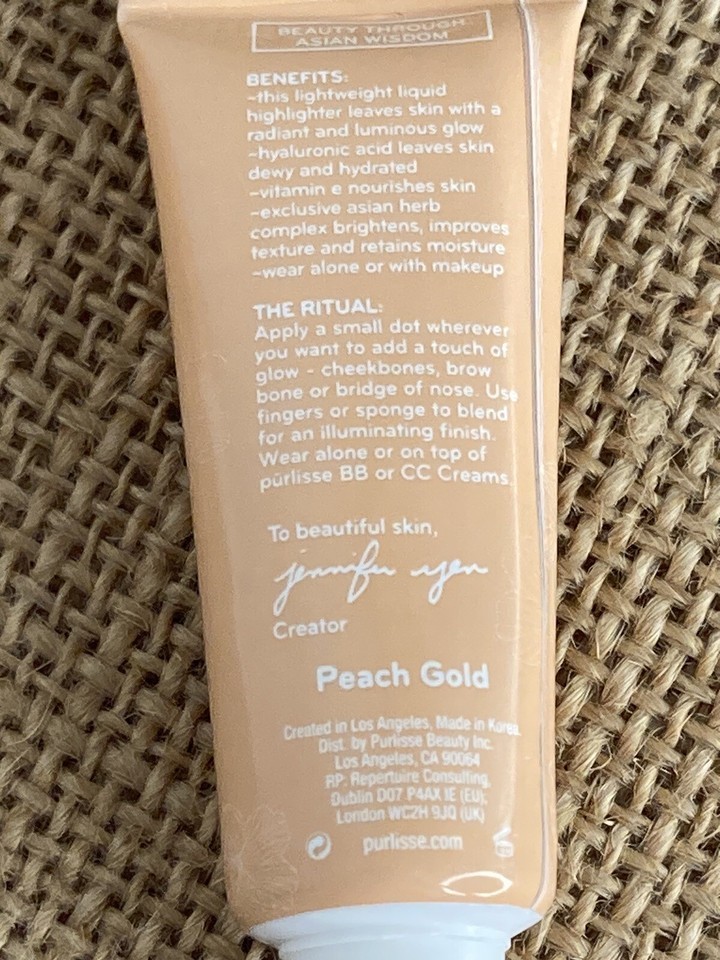 BEAUTY THROUGH
ASIAN WISDOM
BENEFITS:
~this lightweight liquid
highlighter leaves skin with a
radiant and luminous glow
~hyaluronic acid leaves skin
dewy and hydrated
~vitamin e nourishes skin
~exclusive asian herb
complex brightens, improves
texture and retains moisture
~wear alone or with makeup
THE RITUAL:
Apply a small dot wherever
you want to add a touch of
glow - cheekbones, brow
bone or bridge of nose. Use
fingers or sponge to blend
for an illuminating finish.
Wear alone or on top of
pūrlisse BB or CC Creams.
To beautiful skin,
jennifer yen
Creator
Peach Gold
Created in Los Angeles. Made in Korea.
Dist. by Purlisse Beauty Inc.
Los Angeles, CA 90064
RP: Repertuire Consulting,
Dublin D07 P4AX IE (EU);
London WC2H 9JQ (UK)
purlisse.com